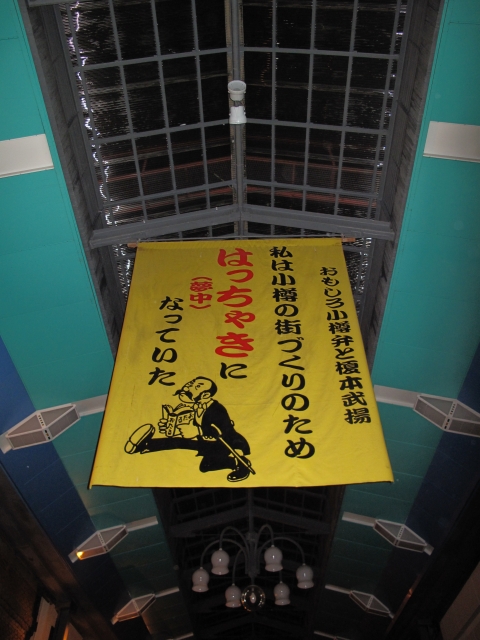 おもしろ小樽弁と榎本武揚
私は小樽の街づくりのため
はっちゃきに
(夢中)
なっていた